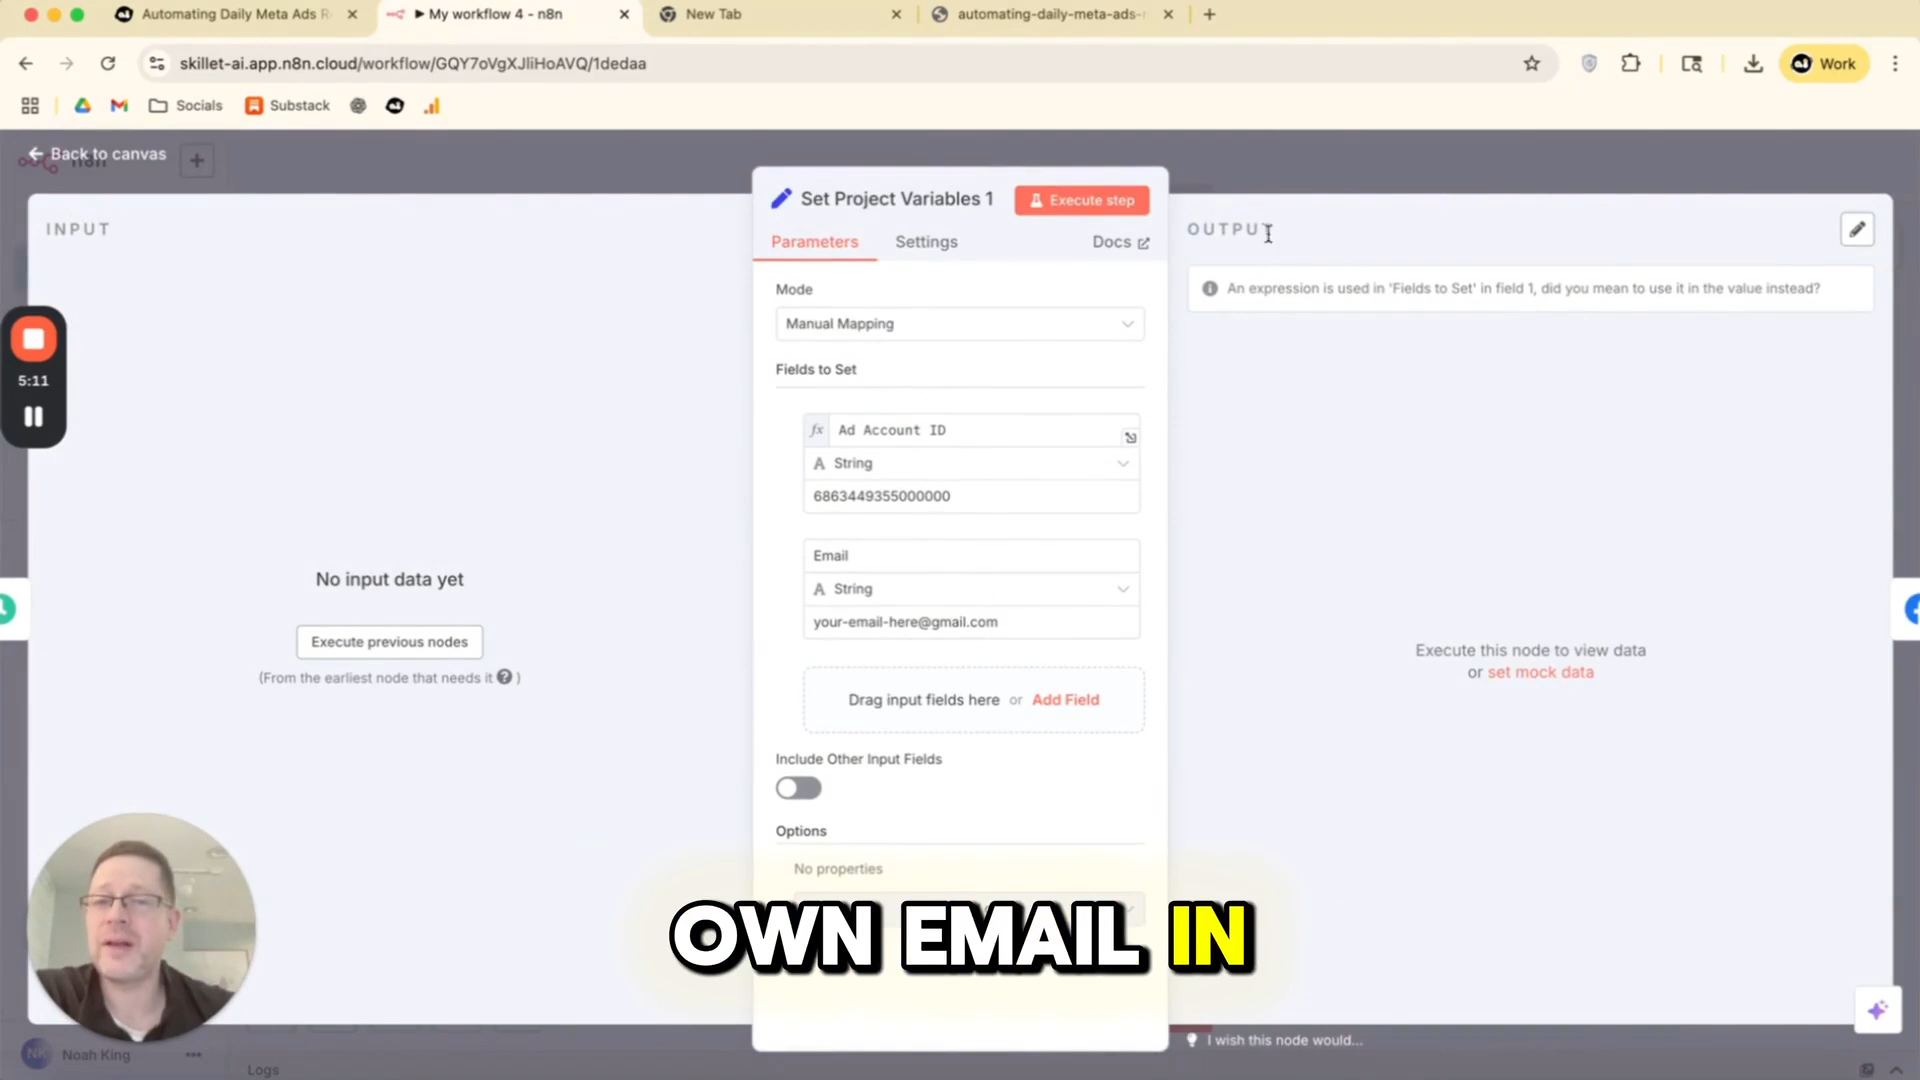 Automating Daily Meta Ads R
My workflow 4 - n8n
New Tab
automating-daily-meta-ads-
skillet-ai.app.n8n.cloud/workflow/GQY7oVgXJliHoAVQ/1dedaa
Work
Socials
Substack
Back to canvas
INPUT
Set Project Variables 1
Execute step
OUTPUT
Parameters
Settings
Docs
An expression is used in 'Fields to Set' in field 1, did you mean to use it in the value instead?
Mode
Manual Mapping
Fields to Set
5:11
fx Ad Account ID
A String
6863449355000000
Email
A String
your-email-here@gmail.com
No input data yet
Execute previous nodes
(From the earliest node that needs it ? )
Execute this node to view data
or set mock data
Drag input fields here or Add Field
Include Other Input Fields
Options
No properties
OWN EMAIL IN
I wish this node would...
NK
Noah King
Logs